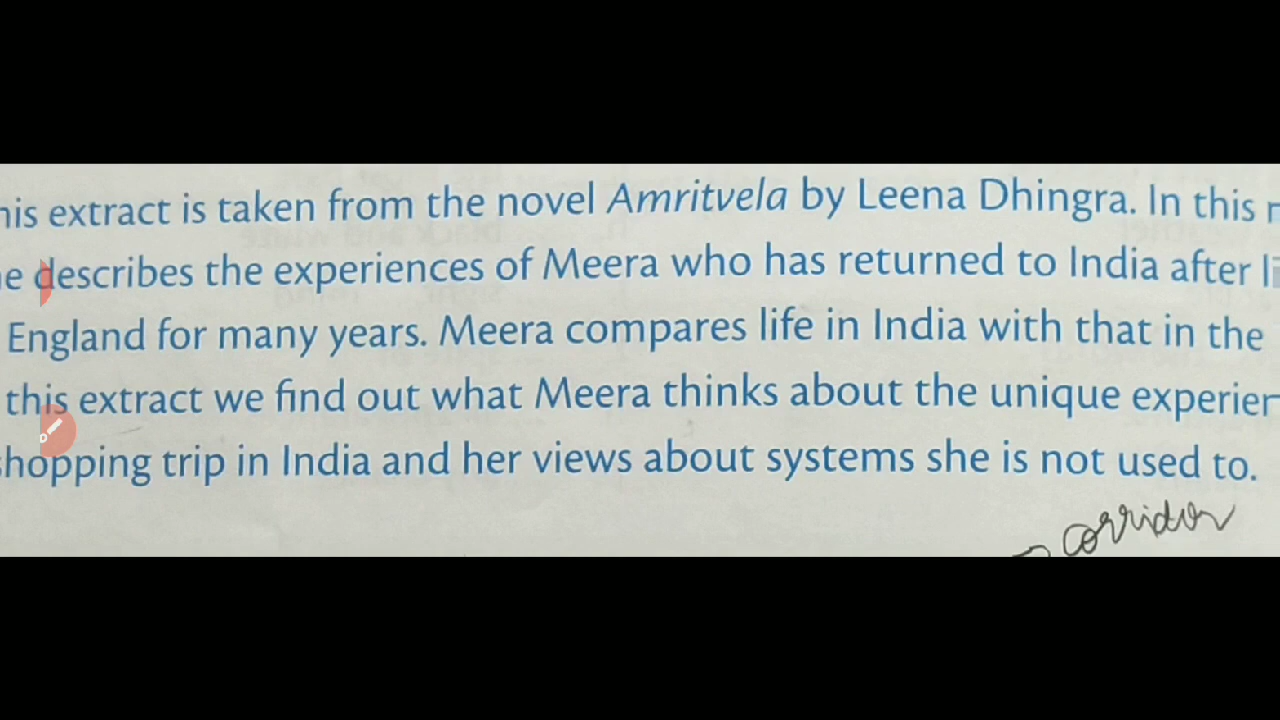 his extract is taken from the novel Amritvela by Leena Dhingra. In this
e describes the experiences of Meera who has returned to India after
England for many years. Meera compares life in India with that in the
this extract we find out what Meera thinks about the unique experien
shopping trip in India and her views about systems she is not used to.
corridor